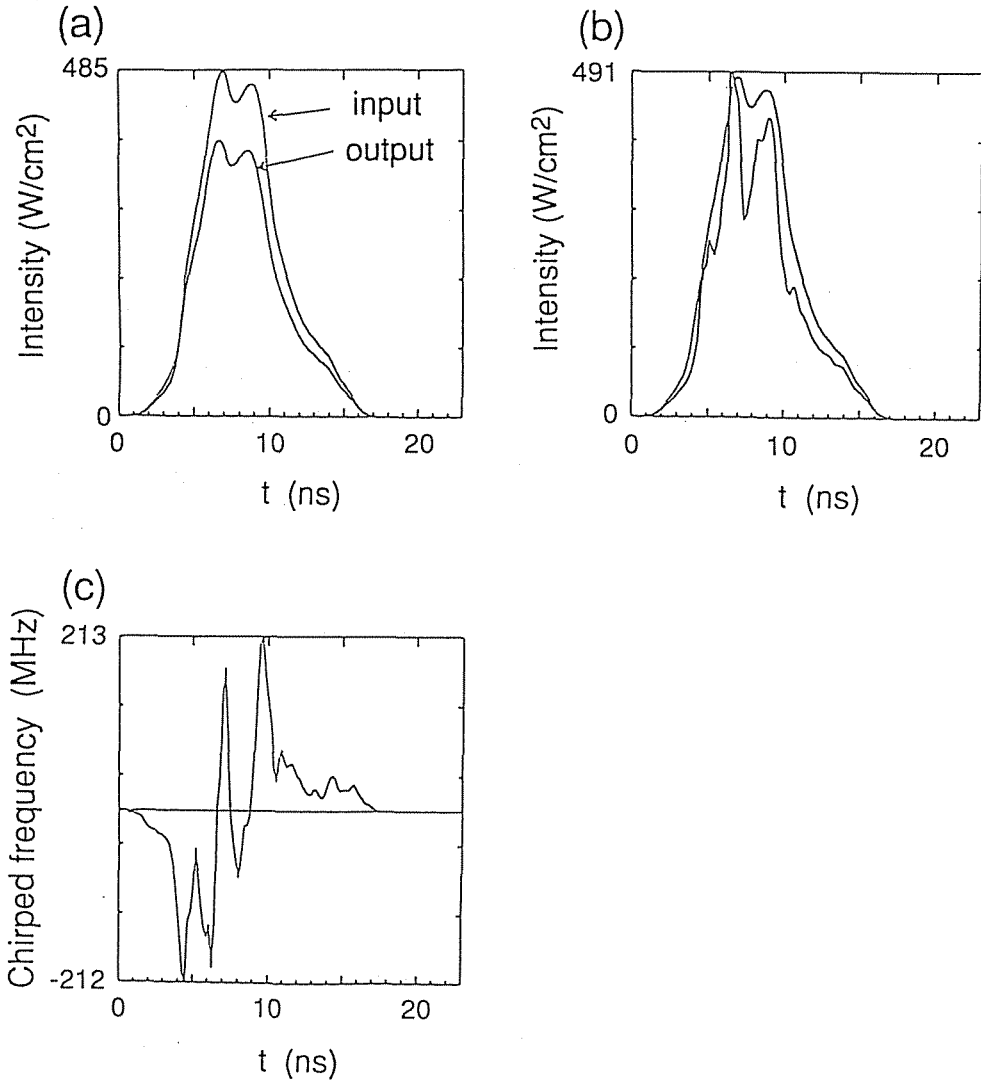 (a)
485
input
output
Intensity (W/cm2)
0
0
10
20
t (ns)
(b)
491
Intensity (W/cm2)
0
0
10
20
t (ns)
(c)
213
Chirped frequency (MHz)
-212
0
10
20
t (ns)